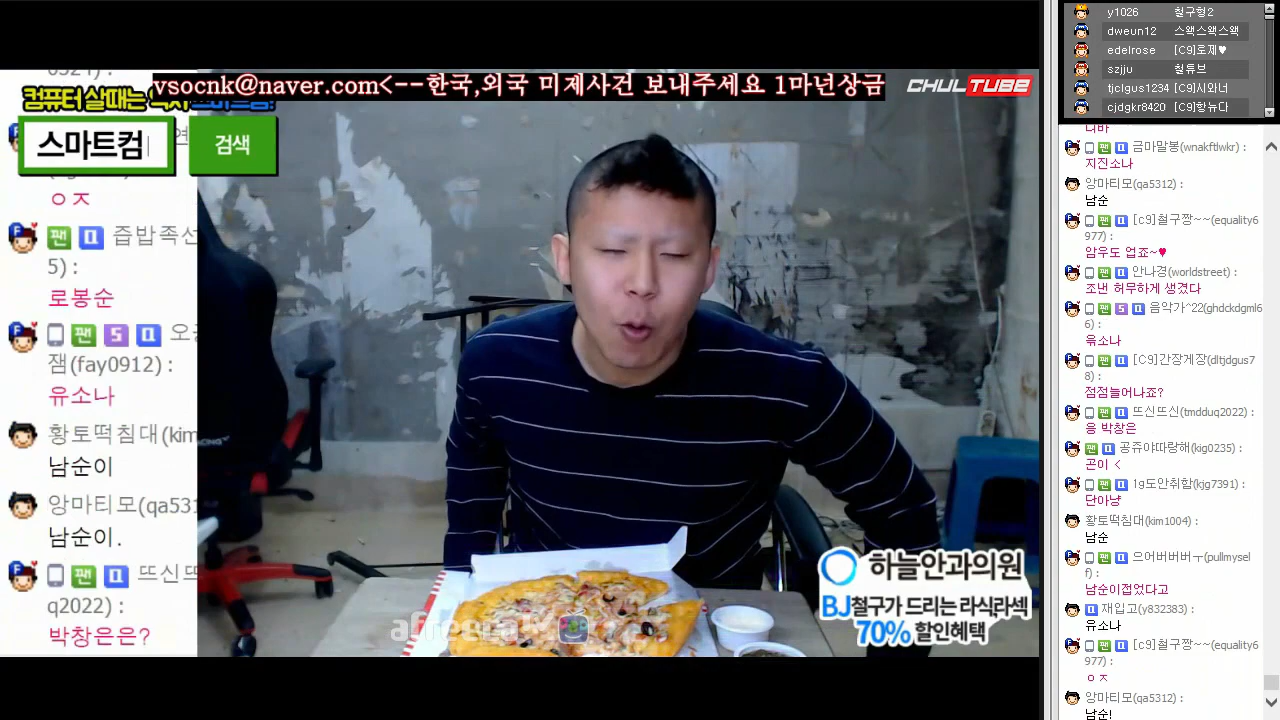 vsocnk@naver.com<--한국,외국 미제사건 보내주세요 1마넌상금
CHULTUBE
컴퓨터 살때는
스마트컴
검색
ㅇㅈ
팬 즙밥족선
5) :
로봉순
팬 S 오
잼(fay0912) :
유소나
황토떡침대(kim
남순이
앙마티모(qa531
남순이.
팬 뜨신뜨
q2022) :
박창은은?
afreeca
하늘안과의원
BJ철구가 드리는 라식라섹
70% 할인혜택
y1026 철구형2
dweun12 스왝스왝스왝
edelrose [C9]토제♥
szjju 철튜브
tjclgus1234 [C9]시와너
cjdgkr8420 [C9]항뉴다
금마말봉(wnakftlwkr) :
지진소나
앙마티모(qa5312) :
남순
[c9]철구짱~~(equality6
977) :
암우도 업죠~♥
안나경(worldstreet) :
조낸 허무하게 생겼다
음악가^22(ghdckdgml6
6) :
윾소나
[C9]간장게장(dltjdgus7
8) :
점점늘어나죠?
뜨신뜨신(tmdduq2022) :
응 박창은
공쥬야따랑해(kig0235) :
곤이 <
1g도안취함(kjg7391) :
단아냥
황토떡침대(kim1004) :
남순
으어버버버ㅜ(pullmysel
f) :
남순이접었다고
재입고(y832383) :
유소나
[c9]철구짱~~(equality6
977) :
ㅇㅈ
앙마티모(qa5312) :
남순!